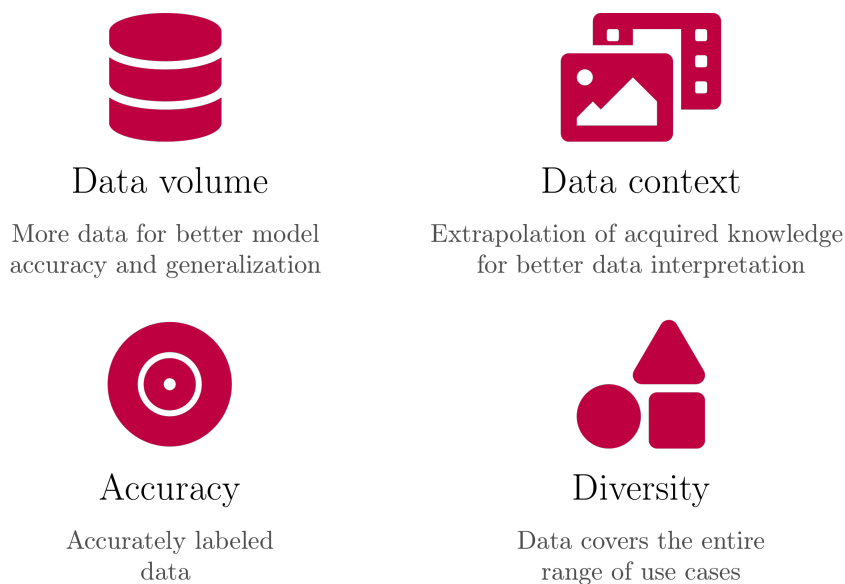 Data volume
More data for better model
accuracy and generalization
Data context
Extrapolation of acquired knowledge
for better data interpretation
Accuracy
Accurately labeled
data
Diversity
Data covers the entire
range of use cases